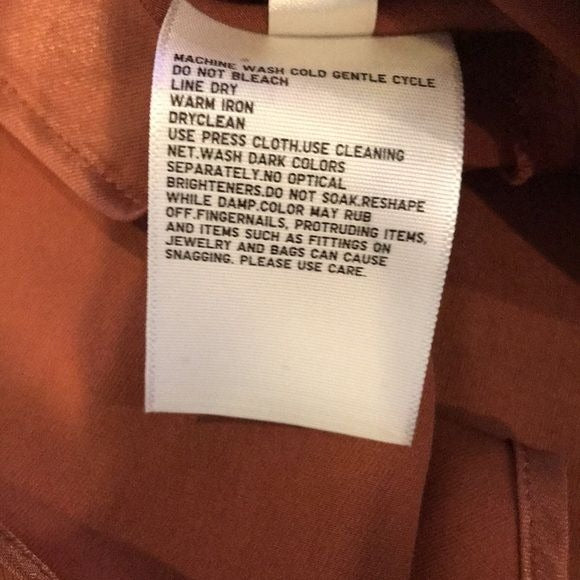 MACHINE WASH COLD GENTLE CYCLE
DO NOT BLEACH
LINE DRY
WARM IRON
DRYCLEAN
USE PRESS CLOTH.USE CLEANING
NET.WASH DARK COLORS
SEPARATELY.NO OPTICAL
BRIGHTENERS.DO NOT SOAK.RESHAPE
WHILE DAMP.COLOR MAY RUB
OFF.FINGERNAILS, PROTRUDING ITEMS,
AND ITEMS SUCH AS FITTINGS ON
JEWELRY AND BAGS CAN CAUSE
SNAGGING. PLEASE USE CARE.